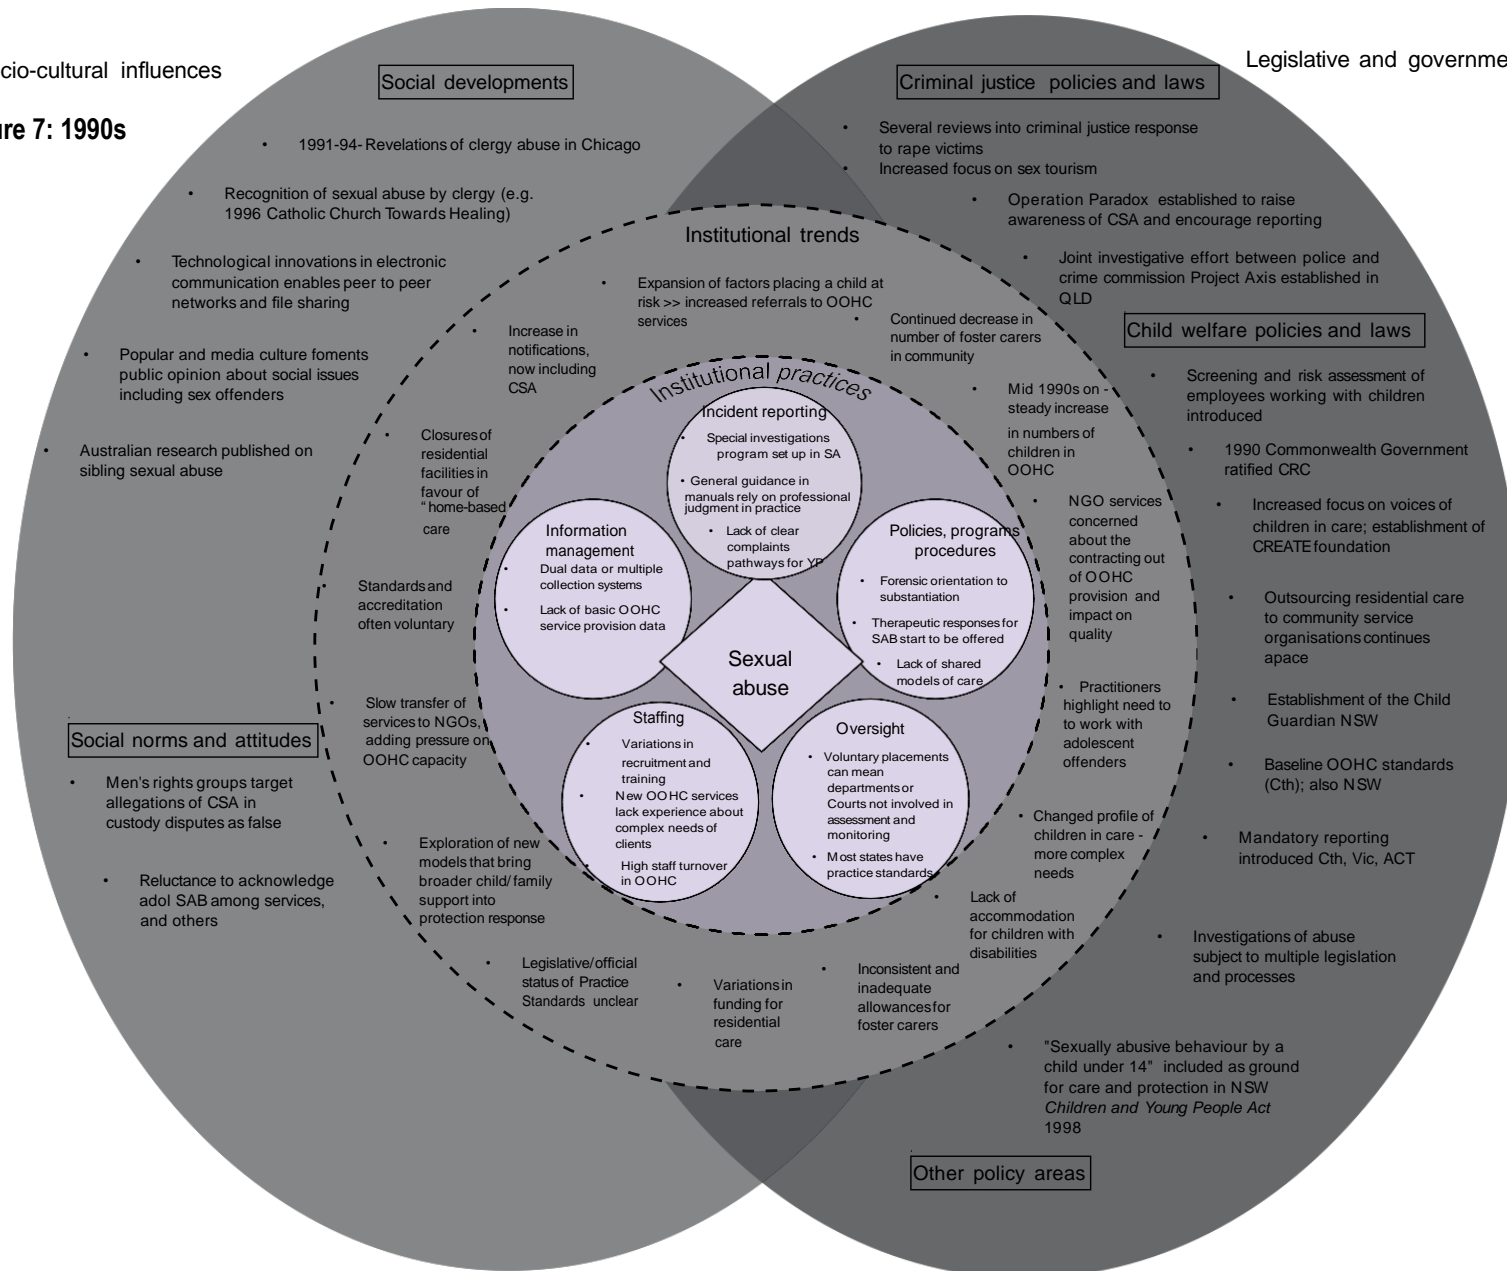 cio-cultural influences
ure 7: 1990s
Legislative and governme
Social developments
• 1991-94- Revelations of clergy abuse in Chicago
• Recognition of sexual abuse by clergy (e.g.
1996 Catholic Church Towards Healing)
• Technological innovations in electronic
communication enables peer to peer
networks and file sharing
• Popular and media culture foments
public opinion about social issues
including sex offenders
• Australian research published on
sibling sexual abuse
Social norms and attitudes
• Men's rights groups target
allegations of CSA in
custody disputes as false
• Reluctance to acknowledge
adol SAB among services,
and others
Criminal justice policies and laws
• Several reviews into criminal justice response
to rape victims
• Increased focus on sex tourism
• Operation Paradox established to raise
awareness of CSA and encourage reporting
• Joint investigative effort between police and
crime commission Project Axis established in
QLD
Child welfare policies and laws
• Screening and risk assessment of
employees working with children
introduced
• 1990 Commonwealth Government
ratified CRC
• Increased focus on voices of
children in care; establishment of
CREATE foundation
• Outsourcing residential care
to community service
organisations continues
apace
• Establishment of the Child
Guardian NSW
• Baseline OOHC standards
(Cth); also NSW
• Mandatory reporting
introduced Cth, Vic, ACT
• Investigations of abuse
subject to multiple legislation
and processes
• "Sexually abusive behaviour by a
child under 14" included as ground
for care and protection in NSW
Children and Young People Act
1998
Other policy areas
Institutional trends
• Expansion of factors placing a child at
risk >> increased referrals to OOHC
services
• Continued decrease in
number of foster carers
in community
• Mid 1990s on -
steady increase
in numbers of
children in
OOHC
• NGO services
concerned
about the
contracting out
of OOHC
provision and
impact on
quality
• Practitioners
highlight need to
to work with
adolescent
offenders
• Changed profile of
children in care -
more complex
needs
• Lack of
accommodation
for children with
disabilities
• Inconsistent and
inadequate
allowances for
foster carers
• Variations in
funding for
residential
care
• Legislative/official
status of Practice
Standards unclear
• Exploration of new
models that bring
broader child/family
support into
protection response
• Slow transfer of
services to NGOs,
adding pressure on
OOHC capacity
• Standards and
accreditation
often voluntary
• Closures of
residential
facilities in
favour of
“home-based
care
• Increase in
notifications,
now including
CSA
Institutional practices
Incident reporting
• Special investigations
program set up in SA
• General guidance in
manuals rely on professional
judgment in practice
• Lack of clear
complaints
pathways for YP
Information
management
• Dual data or multiple
collection systems
• Lack of basic OOHC
service provision data
Policies, programs
procedures
• Forensic orientation to
substantiation
• Therapeutic responses for
SAB start to be offered
• Lack of shared
models of care
Sexual
abuse
Staffing
• Variations in
recruitment and
training
• New OOHC services
lack experience about
complex needs of
clients
• High staff turnover
in OOHC
Oversight
• Voluntary placements
can mean
departments or
Courts not involved in
assessment and
monitoring
• Most states have
practice standards